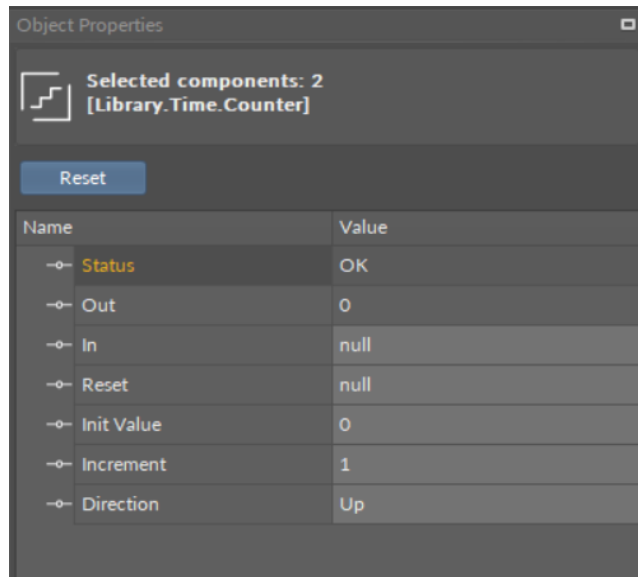 Object Properties
Selected components: 2
[Library.Time.Counter]
Reset
Name Value
Status OK
Out 0
In null
Reset null
Init Value 0
Increment 1
Direction Up